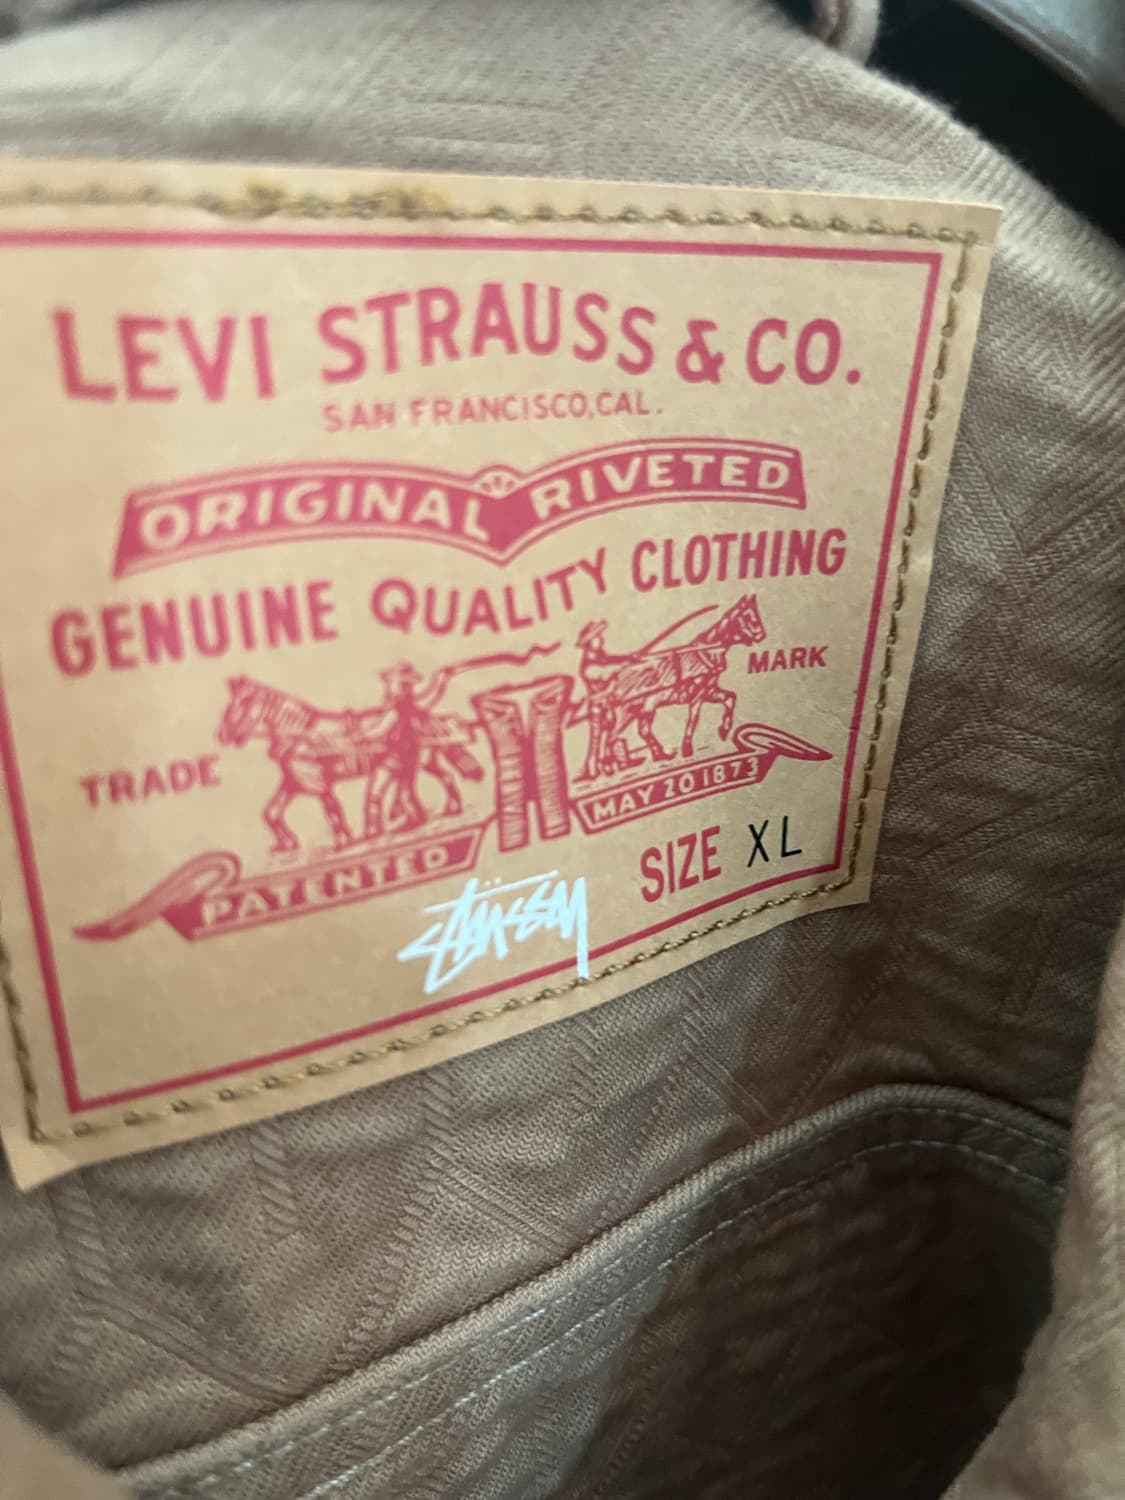 LEVI STRAUSS & CO.
SAN FRANCISCO, CAL.
ORIGINAL RIVETED
GENUINE QUALITY CLOTHING
TRADE MARK
PATENTED MAY 20 1873
SIZE XL
Stüssy